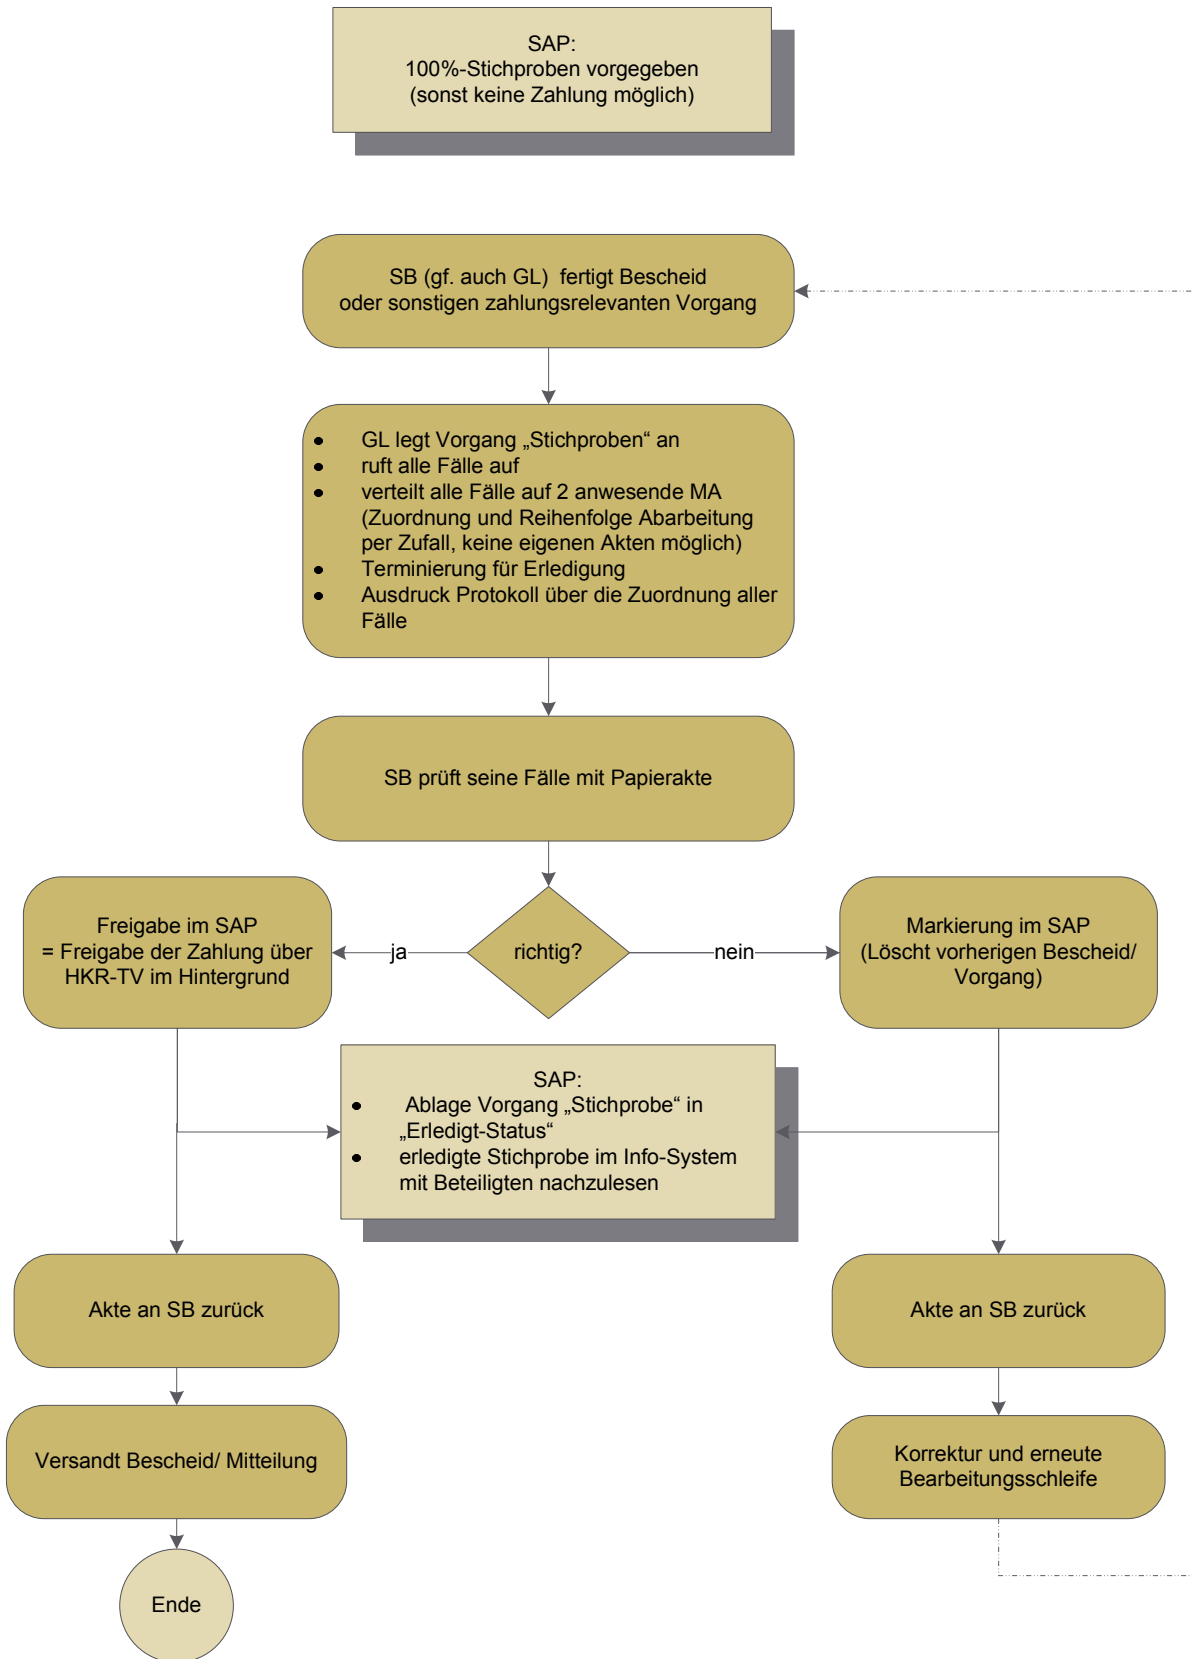 SAP:
100%-Stichproben vorgegeben
(sonst keine Zahlung möglich)
SB (gf. auch GL) fertigt Bescheid
oder sonstigen zahlungsrelevanten Vorgang
• GL legt Vorgang „Stichproben“ an
• ruft alle Fälle auf
• verteilt alle Fälle auf 2 anwesende MA
(Zuordnung und Reihenfolge Abarbeitung
per Zufall, keine eigenen Akten möglich)
• Terminierung für Erledigung
• Ausdruck Protokoll über die Zuordnung aller
Fälle
SB prüft seine Fälle mit Papierakte
Freigabe im SAP
= Freigabe der Zahlung über
HKR-TV im Hintergrund
ja
richtig?
nein
Markierung im SAP
(Löscht vorherigen Bescheid/
Vorgang)
SAP:
• Ablage Vorgang „Stichprobe“ in
„Erledigt-Status“
• erledigte Stichprobe im Info-System
mit Beteiligten nachzulesen
Akte an SB zurück
Akte an SB zurück
Versandt Bescheid/ Mitteilung
Korrektur und erneute
Bearbeitungsschleife
Ende